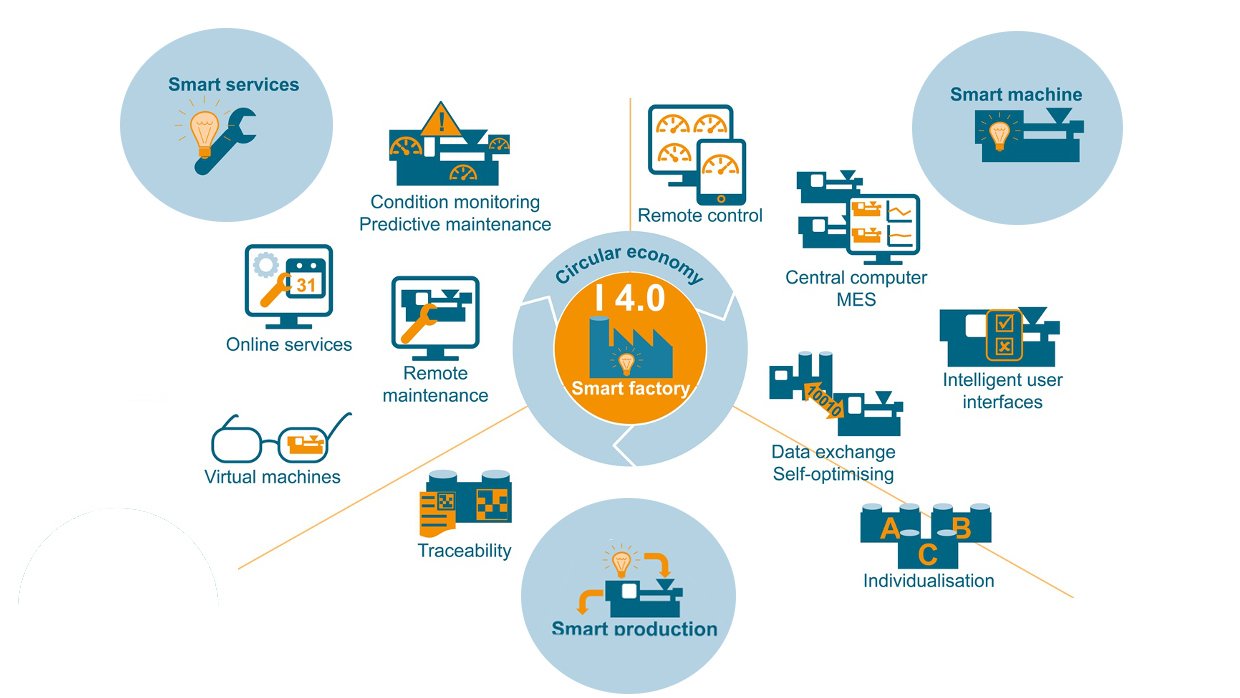 Smart services
Smart machine
Condition monitoring
Predictive maintenance
Remote control
Central computer
MES
31
Online services
Remote
maintenance
Circular economy
I 4.0
Smart factory
Intelligent user
interfaces
10010
Data exchange
Self-optimising
Virtual machines
Traceability
A
B
C
Individualisation
Smart production